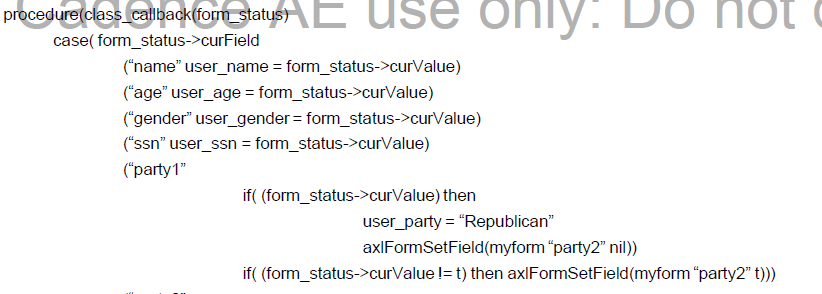 Cadence AE use only: Do not
procedure(class_callback(form_status)
case( form_status->curField
(“name” user_name = form_status->curValue)
(“age” user_age = form_status->curValue)
(“gender” user_gender = form_status->curValue)
(“ssn” user_ssn = form_status->curValue)
(“party1”
if( (form_status->curValue) then
user_party = “Republican”
axlFormSetField(myform “party2” nil))
if( (form_status->curValue != t) then axlFormSetField(myform “party2” t)))